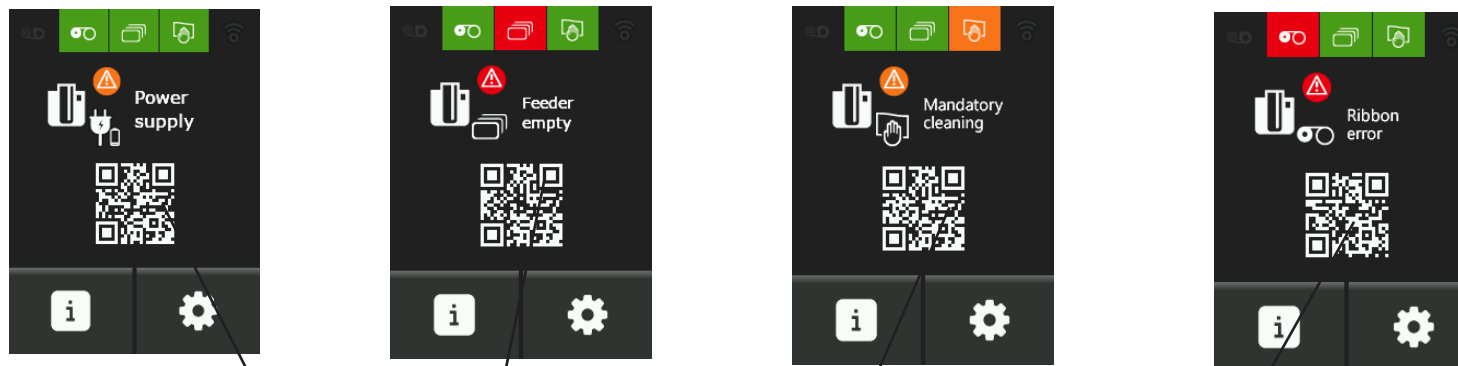 Power
supply
Feeder
empty
Mandatory
cleaning
Ribbon
error
i
i
i
i